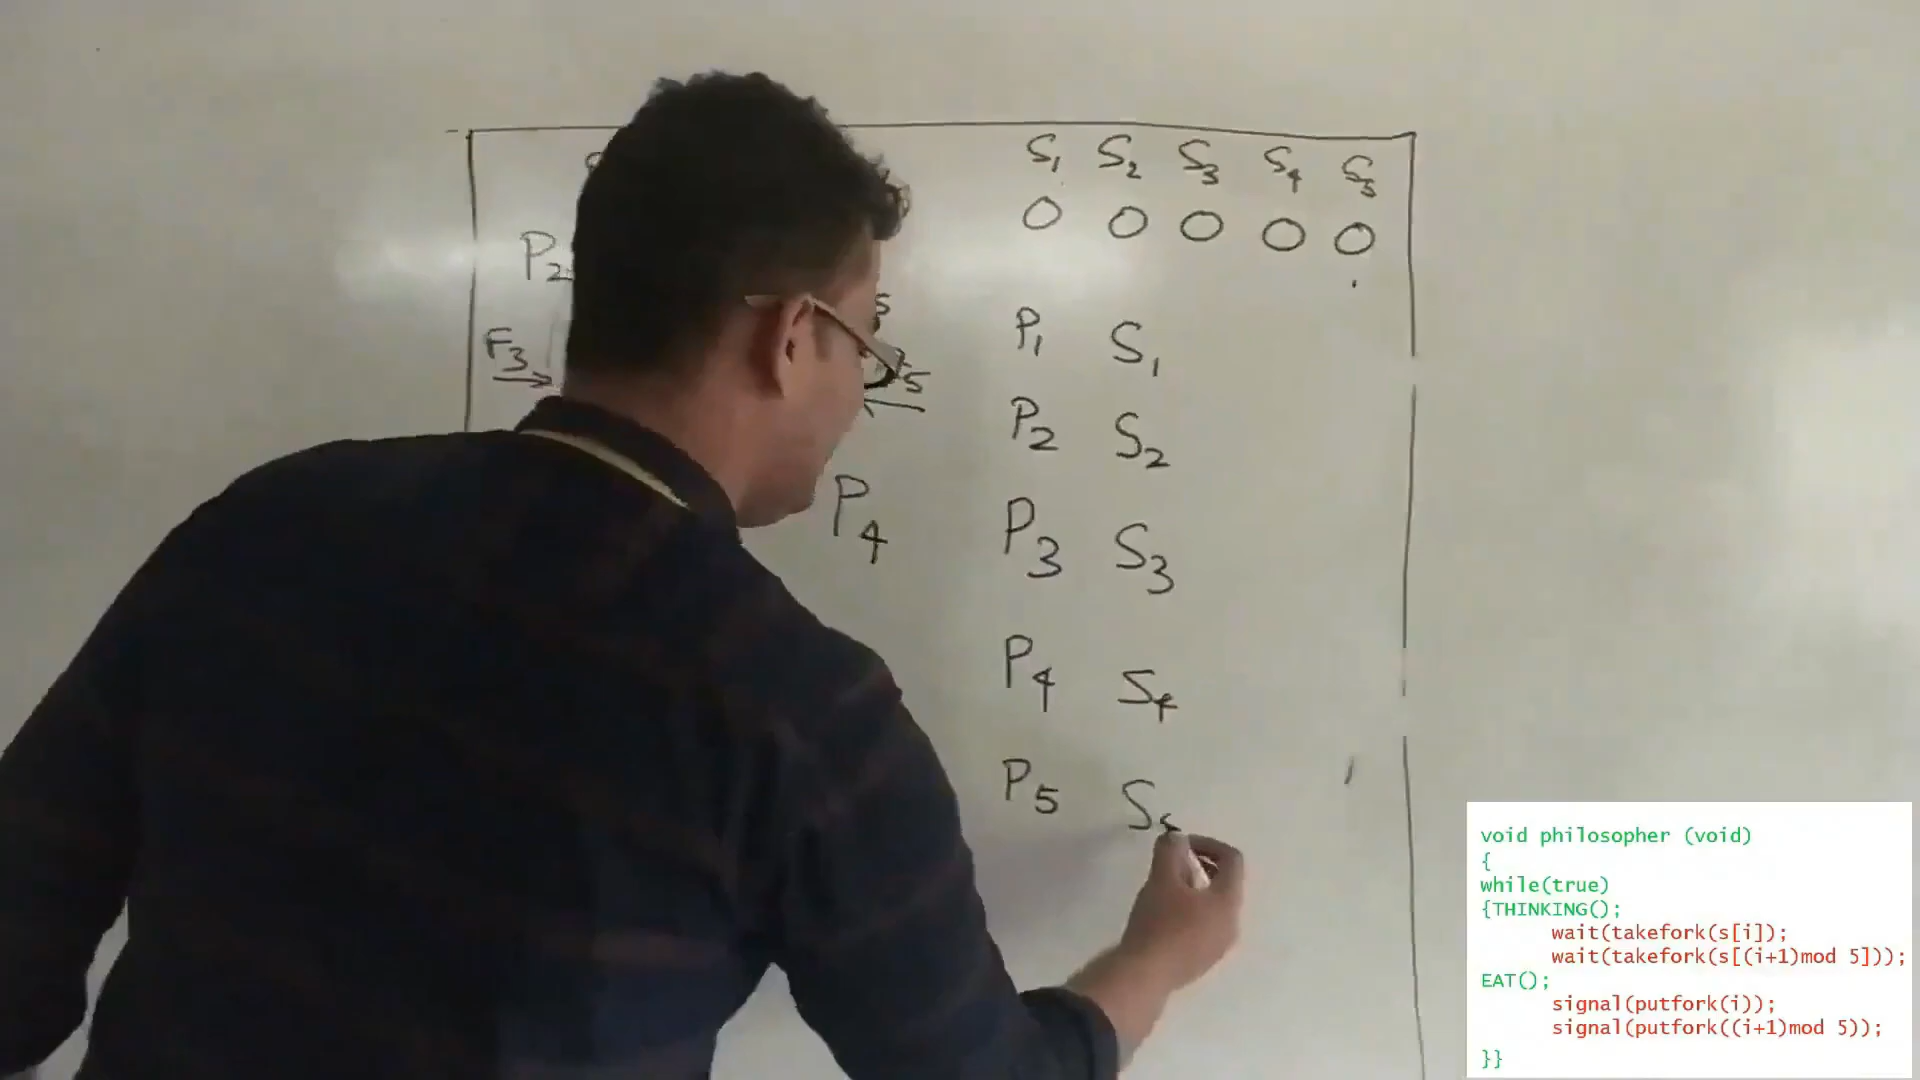 S1 S2 S3 S4 S5
0 0 0 0 0
P2
F3
5
5
P4
P1 S1
P2 S2
P3 S3
P4 S4
P5 S5
void philosopher (void)
{
while(true)
{THINKING();
wait(takefork(s[i]);
wait(takefork(s[(i+1)mod 5]));
EAT();
signal(putfork(i));
signal(putfork((i+1)mod 5));
}}